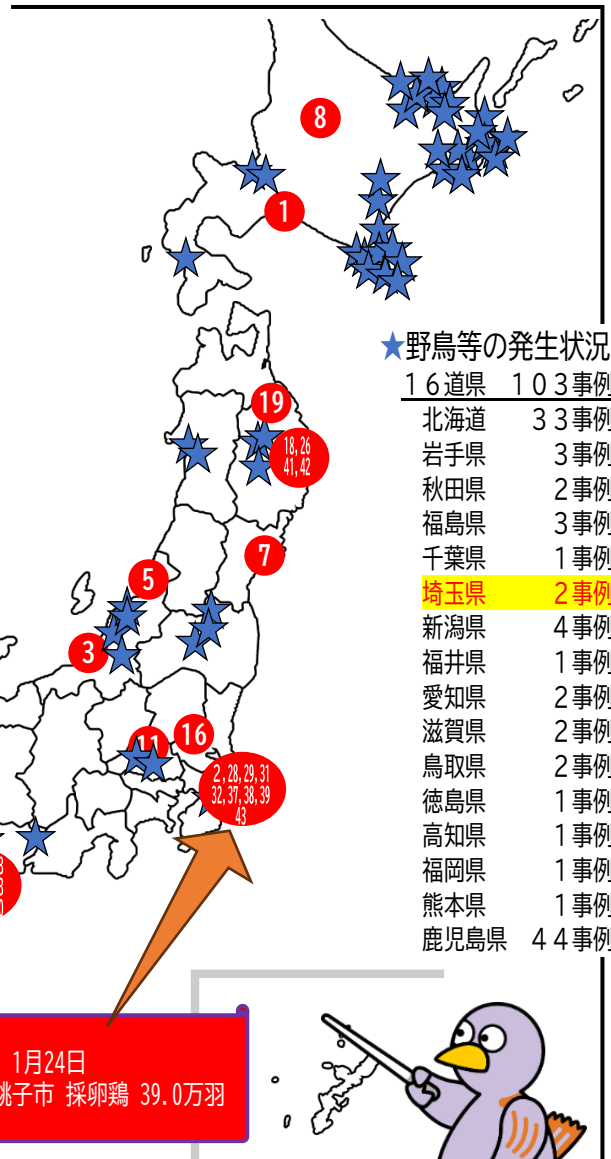 8
1
★野鳥等の発生状況
16道県 103事例
北海道 33事例
岩手県 3事例
秋田県 2事例
福島県 3事例
千葉県 1事例
埼玉県 2事例
新潟県 4事例
福井県 1事例
愛知県 2事例
滋賀県 2事例
鳥取県 2事例
徳島県 1事例
高知県 1事例
福岡県 1事例
熊本県 1事例
鹿児島県 44事例
19
18,26
41,42
7
5
3
11
16
2,28,29,31
32,37,38,39
43
1月24日
銚子市 採卵鶏 39.0万羽